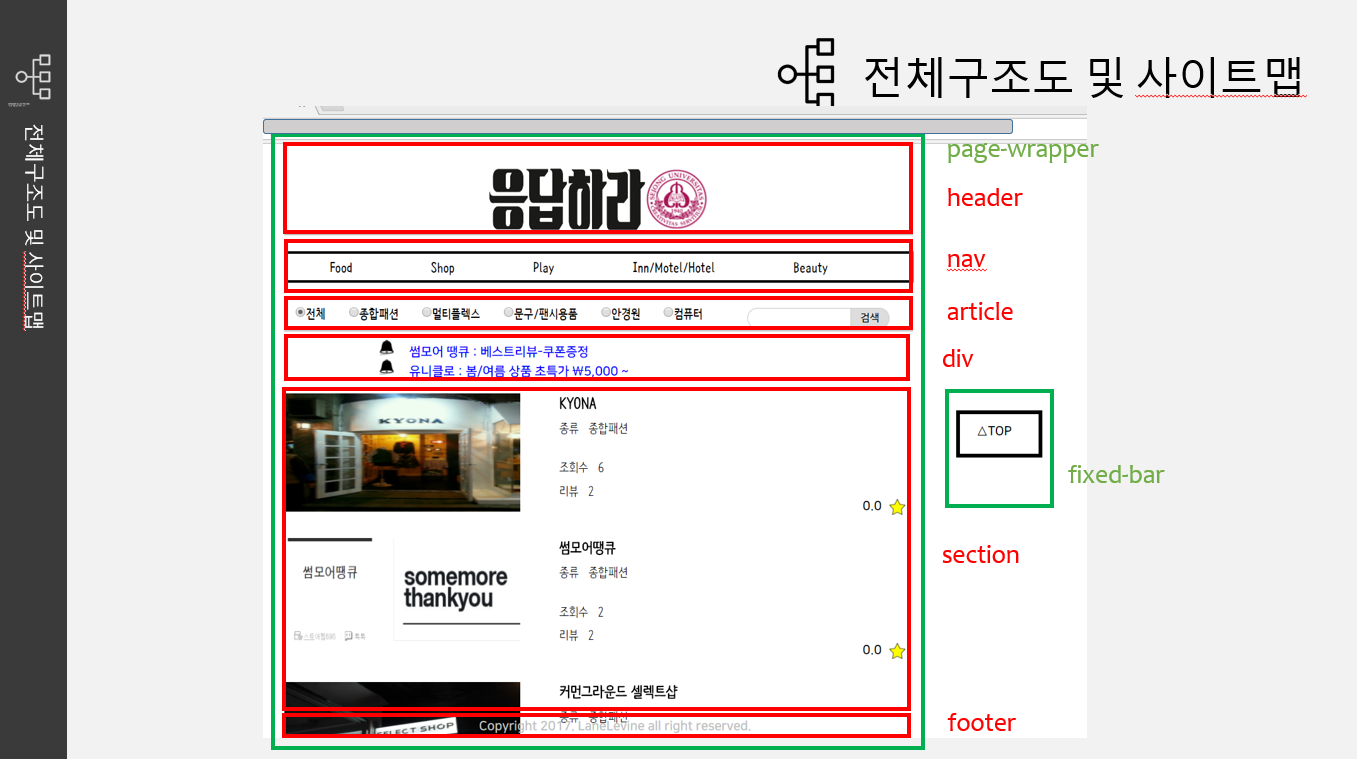 전체구조도 및 사이트맵
전체구조도 및 사이트맵
page-wrapper
응답하라
header
nav
Food Shop Play Inn/Motel/Hotel Beauty
article
전체 종합패션 멀티플렉스 문구/팬시용품 안경원 컴퓨터 검색
div
썸모어 땡큐 : 베스트리뷰-쿠폰증정
유니클로 : 봄/여름 상품 초특가 ₩5,000 ~
KYONA
KYONA
종류 종합패션
조회수 6
리뷰 2
0.0
△TOP
fixed-bar
section
썸모어땡큐
썸모어땡큐
종류 종합패션
somemore
thankyou
조회수 2
리뷰 2
톡톡
0.0
커먼그라운드 셀렉트샵
종류 종합패션
SELECT SHOP
Copyright 2017. LaneLevine all right reserved.
footer